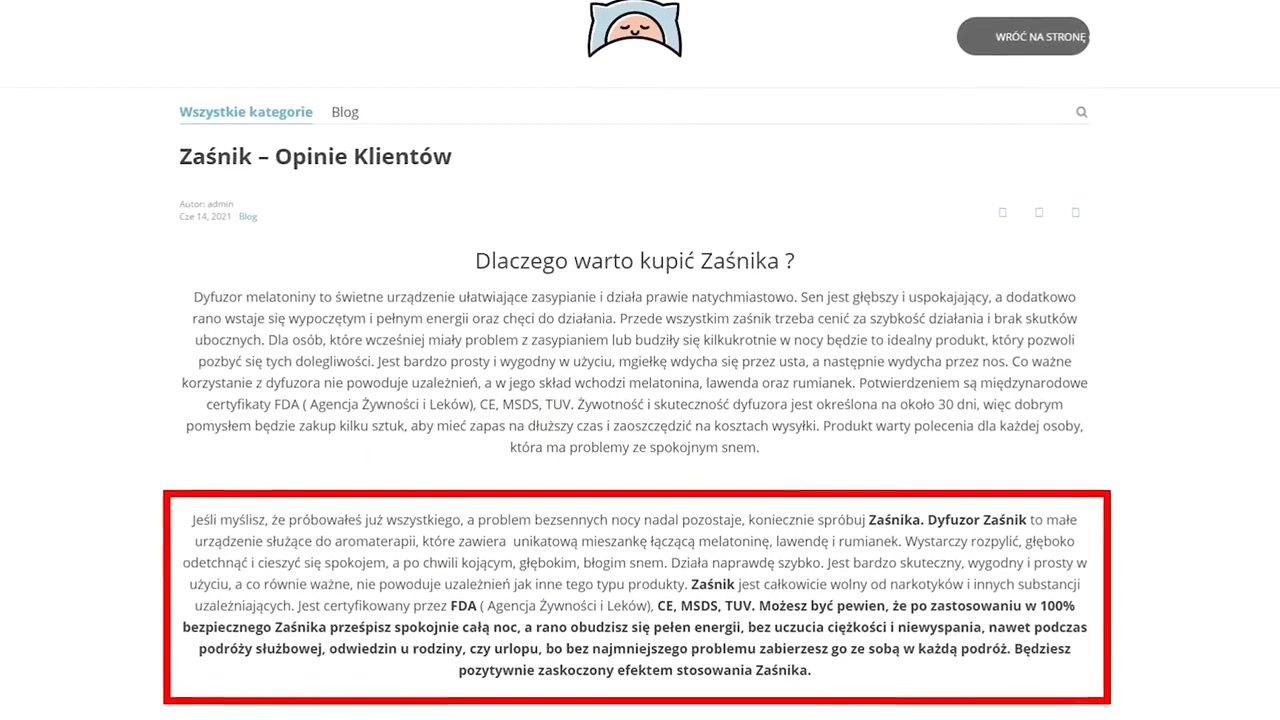 WRÓĆ NA STRONĘ
Wszystkie kategorie Blog
Zaśnik – Opinie Klientów
Autor: admin
Cze 14, 2021 Blog
Dlaczego warto kupić Zaśnika ?
Dyfuzor melatoniny to świetne urządzenie ułatwiające zasypianie i działa prawie natychmiastowo. Sen jest głębszy i uspokajający, a dodatkowo
rano wstaje się wypoczętym i pełnym energii oraz chęci do działania. Przede wszystkim zaśnik trzeba cenić za szybkość działania i brak skutków
ubocznych. Dla osób, które wcześniej miały problem z zasypianiem lub budziły się kilkukrotnie w nocy będzie to idealny produkt, który pozwoli
pozbyć się tych dolegliwości. Jest bardzo prosty i wygodny w użyciu, mgiełkę wdycha się przez usta, a następnie wydycha przez nos. Co ważne
korzystanie z dyfuzora nie powoduje uzależnień, a w jego skład wchodzi melatonina, lawenda oraz rumianek. Potwierdzeniem są międzynarodowe
certyfikaty FDA ( Agencja Żywności i Leków), CE, MSDS, TUV. Żywotność i skuteczność dyfuzora jest określona na około 30 dni, więc dobrym
pomysłem będzie zakup kilku sztuk, aby mieć zapas na dłuższy czas i zaoszczędzić na kosztach wysyłki. Produkt warty polecenia dla każdej osoby,
która ma problemy ze spokojnym snem.
Jeśli myślisz, że próbowałeś już wszystkiego, a problem bezsennych nocy nadal pozostaje, koniecznie spróbuj Zaśnika. Dyfuzor Zaśnik to małe
urządzenie służące do aromaterapii, które zawiera unikatową mieszankę łączącą melatoninę, lawendę i rumianek. Wystarczy rozpylić, głęboko
odetchnąć i cieszyć się spokojem, a po chwili kojącym, głębokim, błogim snem. Działa naprawdę szybko. Jest bardzo skuteczny, wygodny i prosty w
użyciu, a co równie ważne, nie powoduje uzależnień jak inne tego typu produkty. Zaśnik jest całkowicie wolny od narkotyków i innych substancji
uzależniających. Jest certyfikowany przez FDA ( Agencja Żywności i Leków), CE, MSDS, TUV. Możesz być pewien, że po zastosowaniu w 100%
bezpiecznego Zaśnika prześpisz spokojnie całą noc, a rano obudzisz się pełen energii, bez uczucia ciężkości i niewyspania, nawet podczas
podróży służbowej, odwiedzin u rodziny, czy urlopu, bo bez najmniejszego problemu zabierzesz go ze sobą w każdą podróż. Będziesz
pozytywnie zaskoczony efektem stosowania Zaśnika.